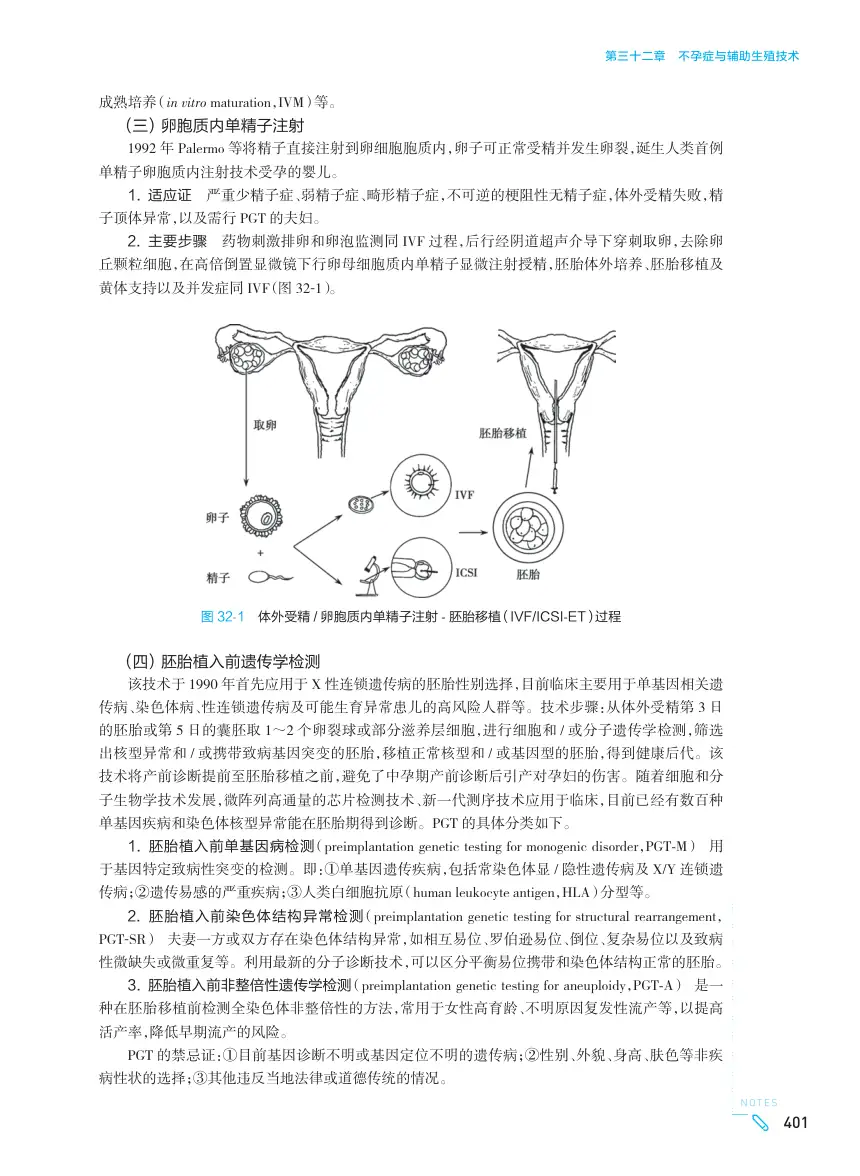 第三十二章 不孕症与辅助生殖技术
成熟培养（in vitro maturation，IVM）等。
（三）卵胞质内单精子注射
1992 年 Palermo 等将精子直接注射到卵细胞胞质内，卵子可正常受精并发生卵裂，诞生人类首例
单精子卵胞质内注射技术受孕的婴儿。
1. 适应证 严重少精子症、弱精子症、畸形精子症，不可逆的梗阻性无精子症，体外受精失败，精
子顶体异常，以及需行 PGT 的夫妇。
2. 主要步骤 药物刺激排卵和卵泡监测同 IVF 过程，后行经阴道超声介导下穿刺取卵，去除卵
丘颗粒细胞，在高倍倒置显微镜下行卵母细胞质内单精子显微注射授精，胚胎体外培养、胚胎移植及
黄体支持以及并发症同 IVF（图 32-1）。
取卵
胚胎移植
IVF
卵子
+
精子
ICSI
胚胎
图 32-1 体外受精 / 卵胞质内单精子注射 - 胚胎移植（IVF/ICSI-ET）过程
（四）胚胎植入前遗传学检测
该技术于 1990 年首先应用于 X 性连锁遗传病的胚胎性别选择，目前临床主要用于单基因相关遗
传病、染色体病、性连锁遗传病及可能生育异常患儿的高风险人群等。技术步骤：从体外受精第 3 日
的胚胎或第 5 日的囊胚取 1～2 个卵裂球或部分滋养层细胞，进行细胞和 / 或分子遗传学检测，筛选
出核型异常和 / 或携带致病基因突变的胚胎，移植正常核型和 / 或基因型的胚胎，得到健康后代。该
技术将产前诊断提前至胚胎移植之前，避免了中孕期产前诊断后引产对孕妇的伤害。随着细胞和分
子生物学技术发展，微阵列高通量的芯片检测技术、新一代测序技术应用于临床，目前已经有数百种
单基因疾病和染色体核型异常能在胚胎期得到诊断。PGT 的具体分类如下。
1. 胚胎植入前单基因病检测（preimplantation genetic testing for monogenic disorder，PGT-M） 用
于基因特定致病性突变的检测。即：①单基因遗传疾病，包括常染色体显 / 隐性遗传病及 X/Y 连锁遗
传病；②遗传易感的严重疾病；③人类白细胞抗原（human leukocyte antigen，HLA）分型等。
2. 胚胎植入前染色体结构异常检测（preimplantation genetic testing for structural rearrangement，
PGT-SR） 夫妻一方或双方存在染色体结构异常，如相互易位、罗伯逊易位、倒位、复杂易位以及致病
性微缺失或微重复等。利用最新的分子诊断技术，可以区分平衡易位携带和染色体结构正常的胚胎。
3. 胚胎植入前非整倍性遗传学检测（preimplantation genetic testing for aneuploidy，PGT-A） 是一
种在胚胎移植前检测全染色体非整倍性的方法，常用于女性高育龄、不明原因复发性流产等，以提高
活产率，降低早期流产的风险。
PGT 的禁忌证：①目前基因诊断不明或基因定位不明的遗传病；②性别、外貌、身高、肤色等非疾
病性状的选择；③其他违反当地法律或道德传统的情况。
NOTES
401